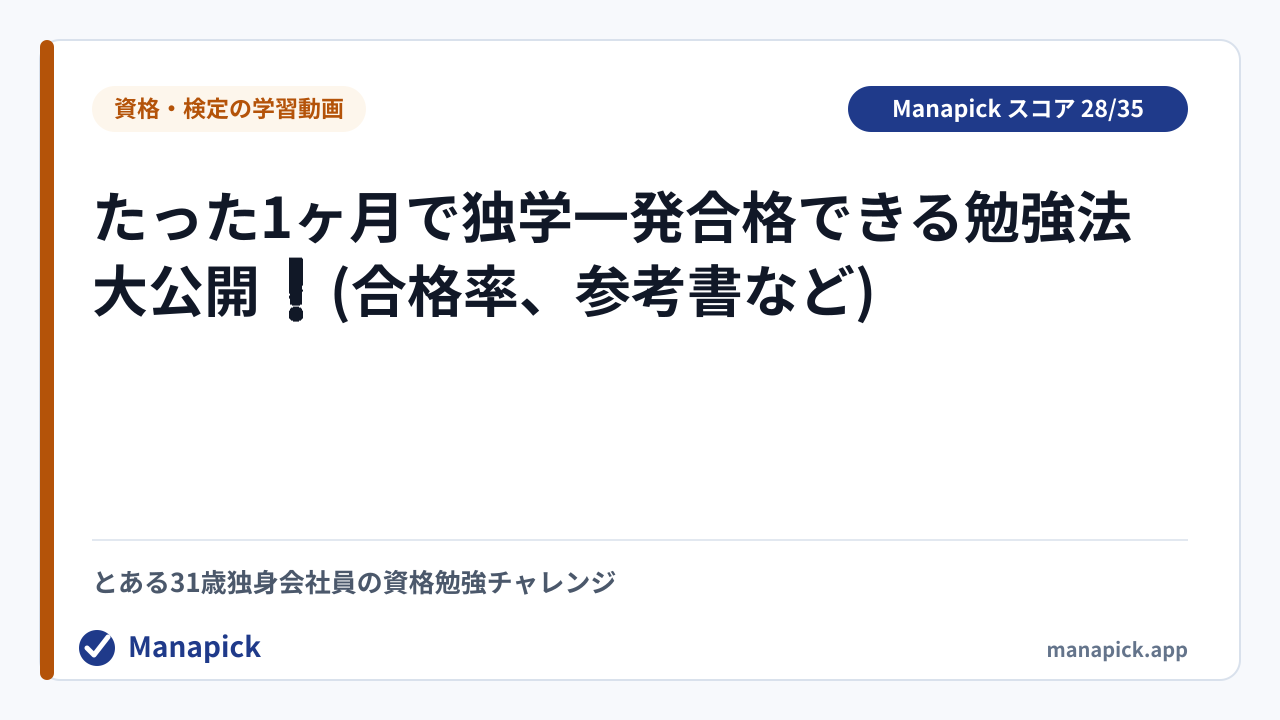 資格・検定の学習動画
Manapick スコア 28/35
たった1ヶ月で独学一発合格できる勉強法
大公開❗(合格率、参考書など)
とある31歳独身会社員の資格勉強チャレンジ
Manapick
manapick.app